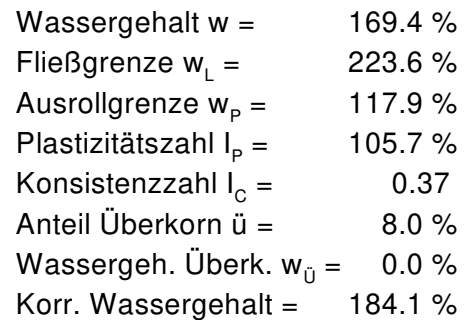 Wassergehalt w = 169.4 %
Fließgrenze w_L = 223.6 %
Ausrollgrenze w_P = 117.9 %
Plastizitätszahl I_P = 105.7 %
Konsistenzzahl I_C = 0.37
Anteil Überkorn ü = 8.0 %
Wassergeh. Überk. w_Ü = 0.0 %
Korr. Wassergehalt = 184.1 %